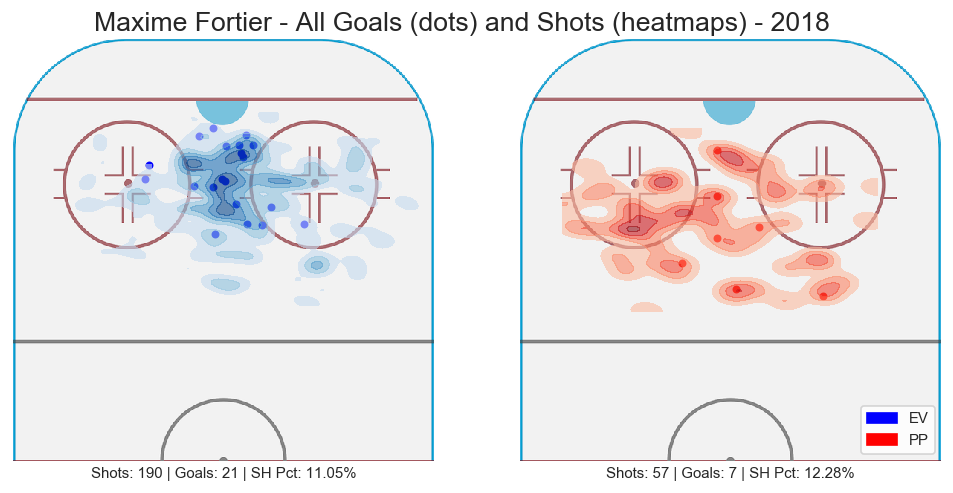 Maxime Fortier - All Goals (dots) and Shots (heatmaps) - 2018
EV
PP
Shots: 190 | Goals: 21 | SH Pct: 11.05%
Shots: 57 | Goals: 7 | SH Pct: 12.28%